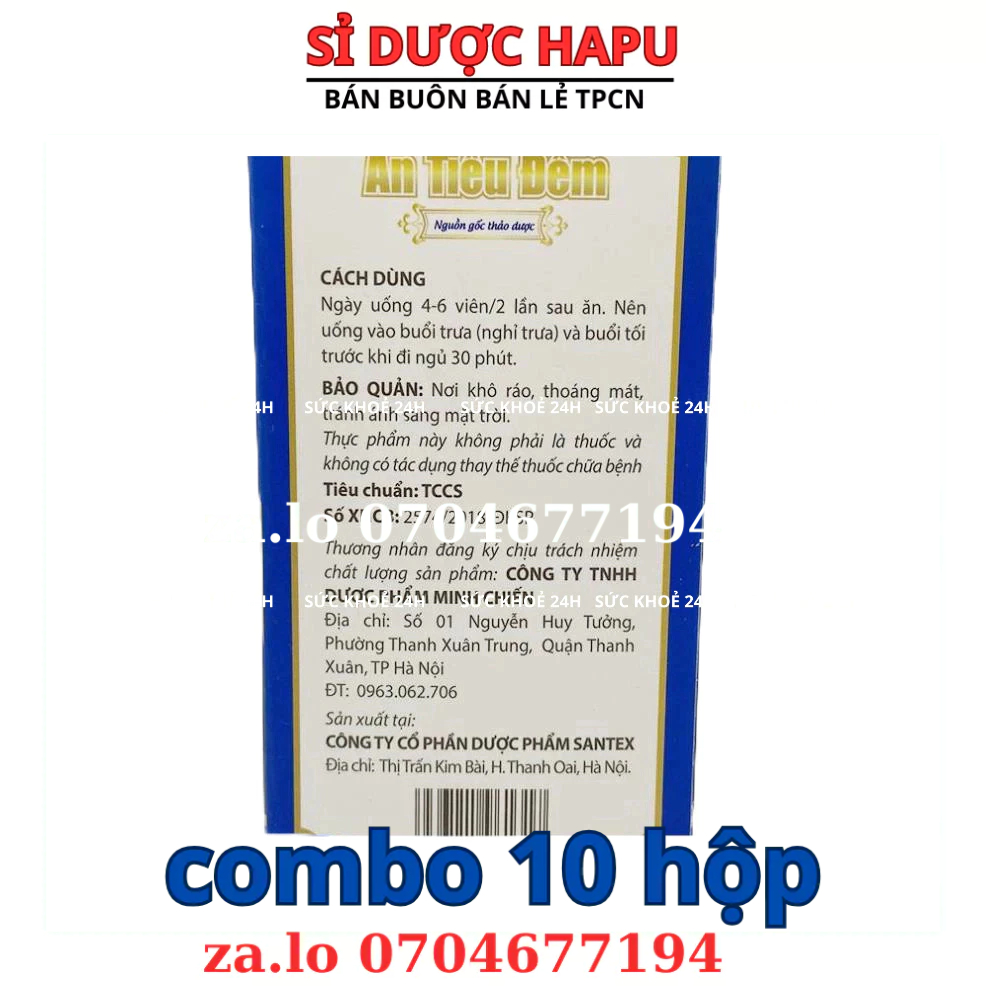 SỈ DƯỢC HAPU
BÁN BUÔN BÁN LẺ TPCN
An Tiểu Đêm
Nguồn gốc thảo dược
CÁCH DÙNG
Ngày uống 4-6 viên/2 lần sau ăn. Nên
uống vào buổi trưa (nghỉ trưa) và buổi tối
trước khi đi ngủ 30 phút.
BẢO QUẢN: Nơi khô ráo, thoáng mát,
24H SỨC KHOẺ 24H SỨC KHOẺ 24H SỨC KHOẺ 24H
tránh ánh sáng mặt trời.
Thực phẩm này không phải là thuốc và
không có tác dụng thay thế thuốc chữa bệnh
Tiêu chuẩn: TCCS
za.lo 0704677194
Số
Thương nhân đăng ký chịu trách nhiệm
chất lượng sản phẩm: CÔNG TY TNHH
DƯỢC PHẨM MINH CHIẾN
SỨC KHOẺ 24H SỨC KHOẺ 24H SỨC KHOẺ 24H
Địa chỉ: Số 01 Nguyễn Huy Tưởng,
Phường Thanh Xuân Trung, Quận Thanh
Xuân, TP Hà Nội
ĐT: 0963.062.706
Sản xuất tại:
CÔNG TY CỔ PHẦN DƯỢC PHẨM SANTEX
Địa chỉ: Thị Trấn Kim Bài, H. Thanh Oai, Hà Nội.
combo 10 hộp
za.lo 0704677194